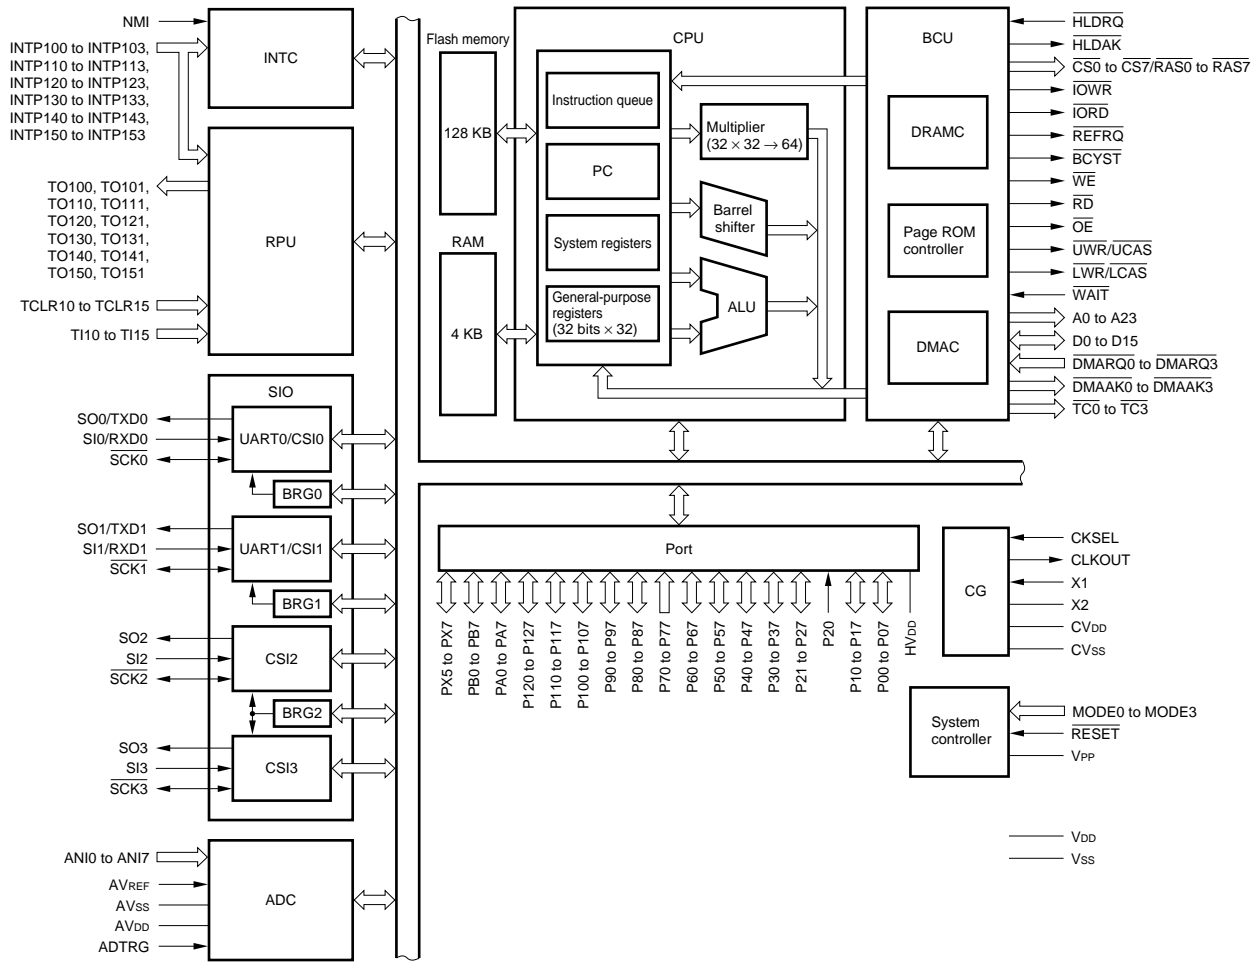 NMI
INTP100 to INTP103,
INTP110 to INTP113,
INTP120 to INTP123,
INTP130 to INTP133,
INTP140 to INTP143,
INTP150 to INTP153
INTC
TO100, TO101,
TO110, TO111,
TO120, TO121,
TO130, TO131,
TO140, TO141,
TO150, TO151
TCLR10 to TCLR15
TI10 to TI15
RPU
SIO
SO0/TXD0
SI0/RXD0
SCK0
UART0/CSI0
BRG0
SO1/TXD1
SI1/RXD1
SCK1
UART1/CSI1
BRG1
SO2
SI2
SCK2
CSI2
BRG2
SO3
SI3
SCK3
CSI3
ANI0 to ANI7
AVREF
AVSS
AVDD
ADTRG
ADC
Flash memory
128 KB
RAM
4 KB
CPU
Instruction queue
PC
System registers
General-purpose
registers
(32 bits × 32)
Multiplier
(32 × 32 → 64)
Barrel
shifter
ALU
BCU
DRAMC
Page ROM
controller
DMAC
HLDRQ
HLDAK
CS0 to CS7/RAS0 to RAS7
IOWR
IORD
REFRQ
BCYST
WE
RD
OE
UWR/UCAS
LWR/LCAS
WAIT
A0 to A23
D0 to D15
DMARQ0 to DMARQ3
DMAAK0 to DMAAK3
TC0 to TC3
Port
PX5 to PX7
PB0 to PB7
PA0 to PA7
P120 to P127
P110 to P117
P100 to P107
P90 to P97
P80 to P87
P70 to P77
P60 to P67
P50 to P57
P40 to P47
P30 to P37
P21 to P27
P20
P10 to P17
P00 to P07
HVDD
CG
CKSEL
CLKOUT
X1
X2
CVDD
CVSS
System
controller
MODE0 to MODE3
RESET
VPP
VDD
VSS